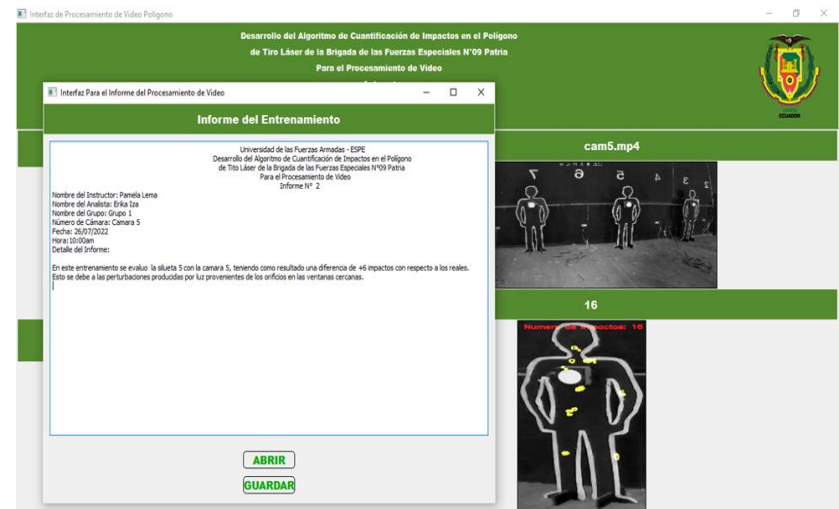 Interfaz de Procesamiento de Video Poligono
Desarrollo del Algoritmo de Cuantificación de Impactos en el Polígono
de Tiro Láser de la Brigada de las Fuerzas Especiales N°09 Patria
Para el Procesamiento de Video
Interfaz Para el Informe del Procesamiento de Video
Informe del Entrenamiento
Universidad de las Fuerzas Armadas - ESPE
Desarrollo del Algoritmo de Cuantificación de Impactos en el Polígono
de Tito Láser de la Brigada de las Fuerzas Especiales N°09 Patria
Para el Procesamiento de Video
Informe N° 2
Nombre del Instructor: Pamela Lema
Nombre del Analista: Erika Iza
Nombre del Grupo: Grupo 1
Número de Cámara: Camara 5
Fecha: 26/07/2022
Hora:10:00am
Detalle del Informe:
En este entrenamiento se evaluo la silueta 5 con la camara 5, teniendo como resultado una diferencia de +6 impactos con respecto a los reales.
Esto se debe a las perturbaciones producidas por luz provenientes de los orificios en las ventanas cercanas.
ABRIR
GUARDAR
ECUADOR
cam5.mp4
7 6 5 4 3 2
16
Numero de impactos: 16